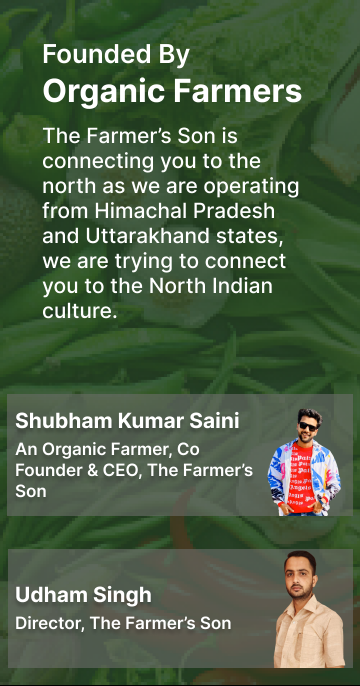 Founded By
Organic Farmers
The Farmer’s Son is
connecting you to the
north as we are operating
from Himachal Pradesh
and Uttarakhand states,
we are trying to connect
you to the North Indian
culture.
Shubham Kumar Saini
An Organic Farmer, Co
Founder & CEO, The Farmer’s
Son
Udham Singh
Director, The Farmer’s Son